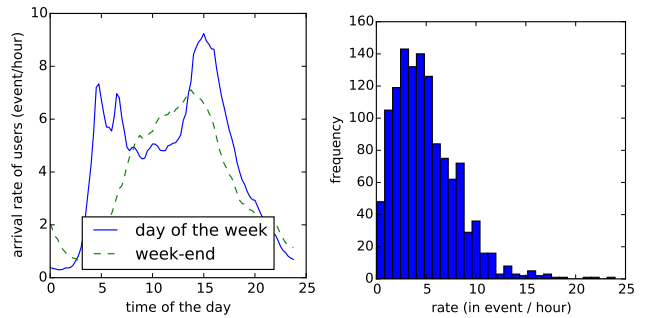 10
8
6
4
2
0
arrival rate of users (event/hour)
day of the week
week-end
0 5 10 15 20 25
time of the day
160
140
120
100
80
60
40
20
0
frequency
0 5 10 15 20 25
rate (in event / hour)